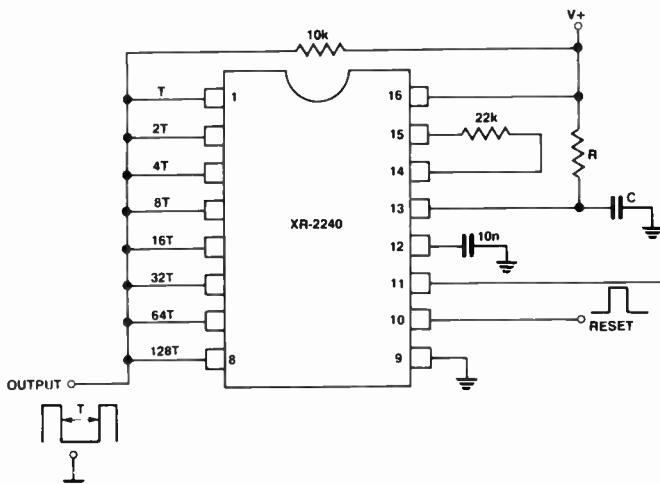 V+
10k
T
1
16
2T
15
22k
4T
14
R
8T
13
C
XR-2240
16T
12
10n
32T
11
64T
10
RESET
128T
8
9
OUTPUT
T